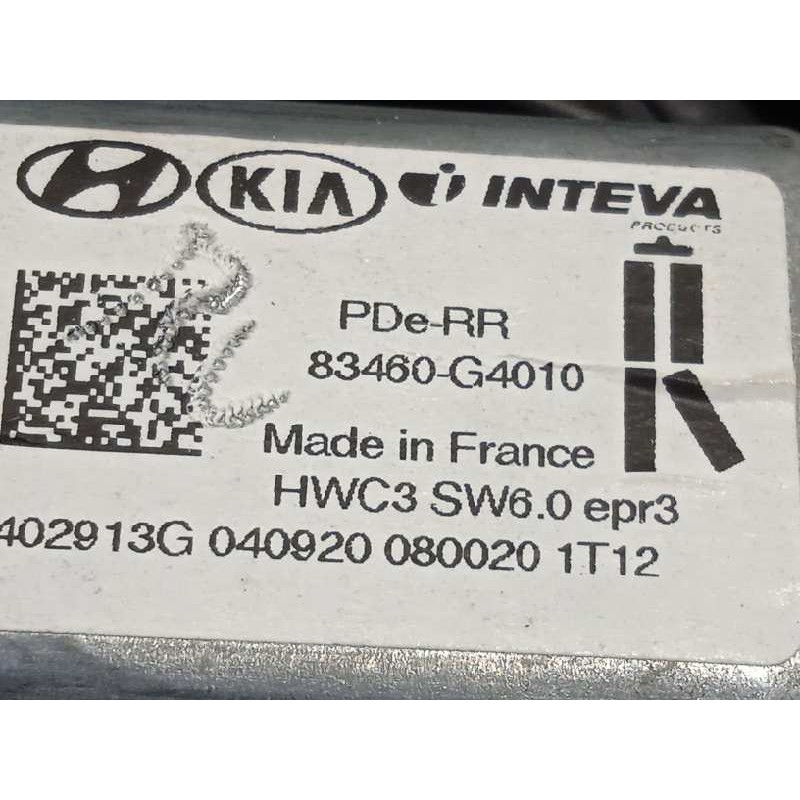 KIA INTEVA
PRODUCTS
PDe-RR
83460-G4010
R
Made in France
HWC3 SW6.0 epr3
402913G 040920 080020 1T12